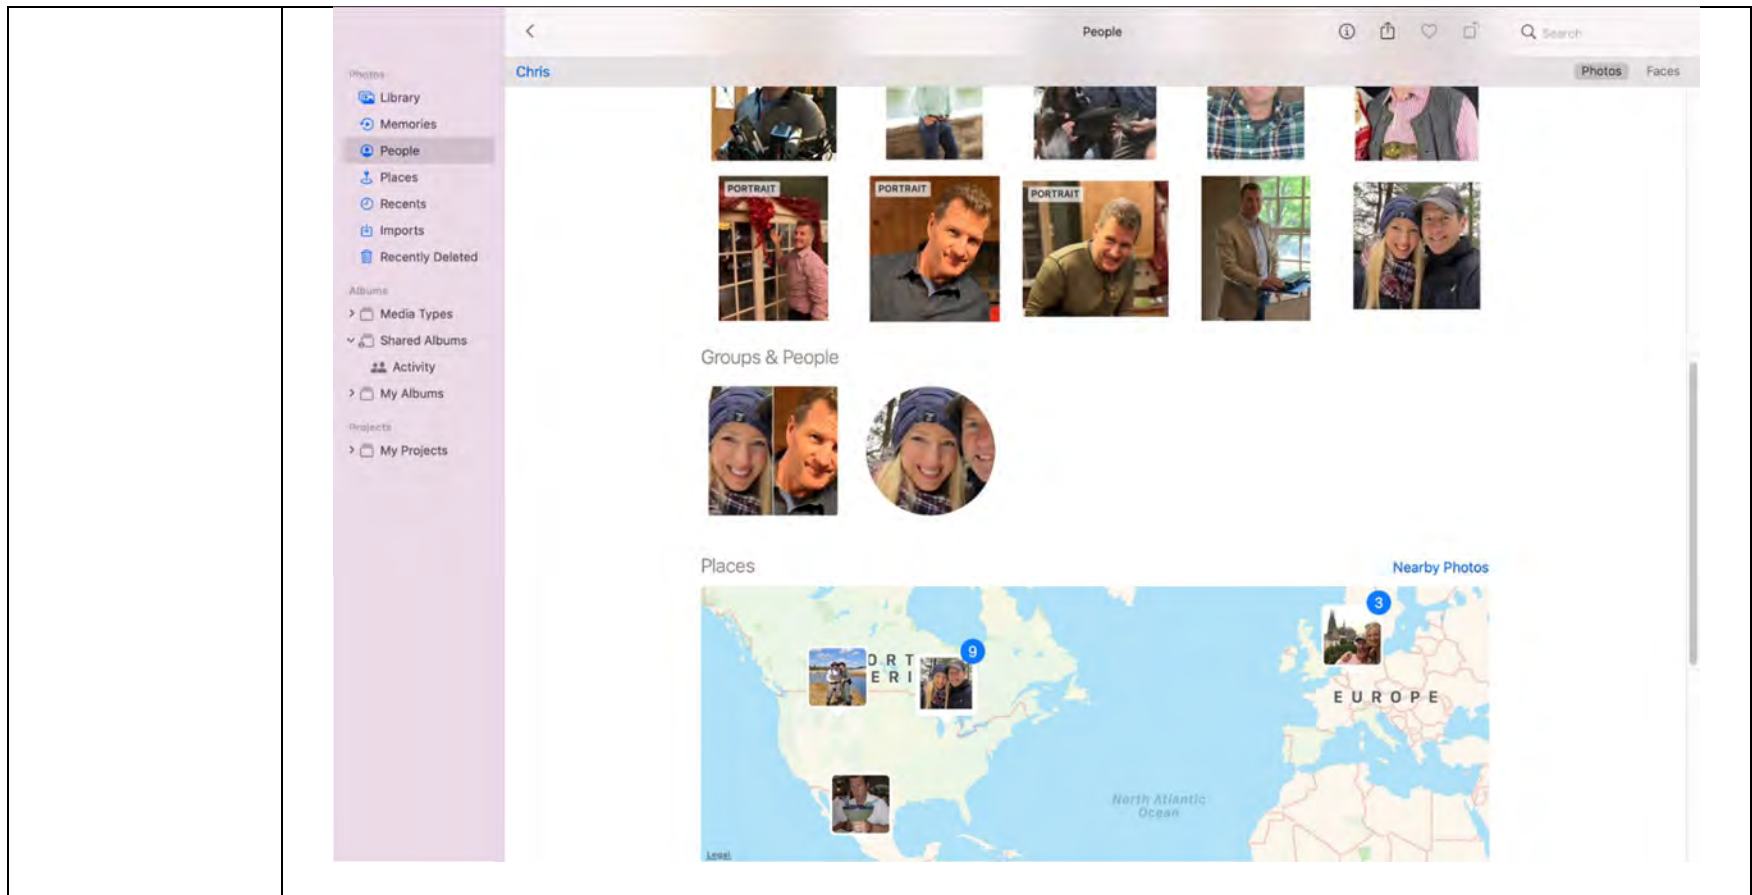 People
Search
Chris
Photos Faces
Photos
Library
Memories
People
Places
Recents
Imports
Recently Deleted
Albums
Media Types
Shared Albums
Activity
My Albums
Projects
My Projects
PORTRAIT
PORTRAIT
PORTRAIT
Groups & People
Places
Nearby Photos
3
9
ORT
ERI
EUROPE
North Atlantic
Ocean
Legal